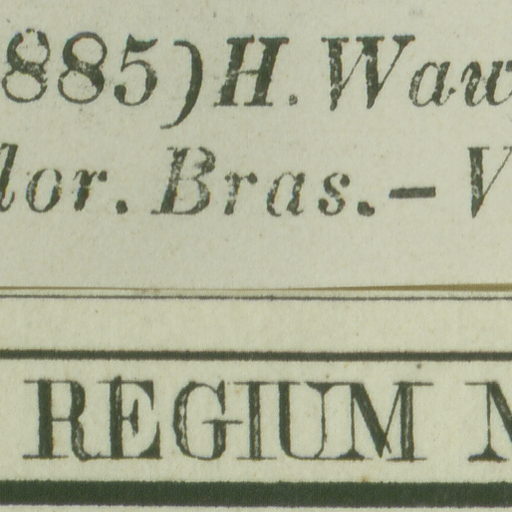 885) H. Waw
lor. Bras. – V
REGIUM